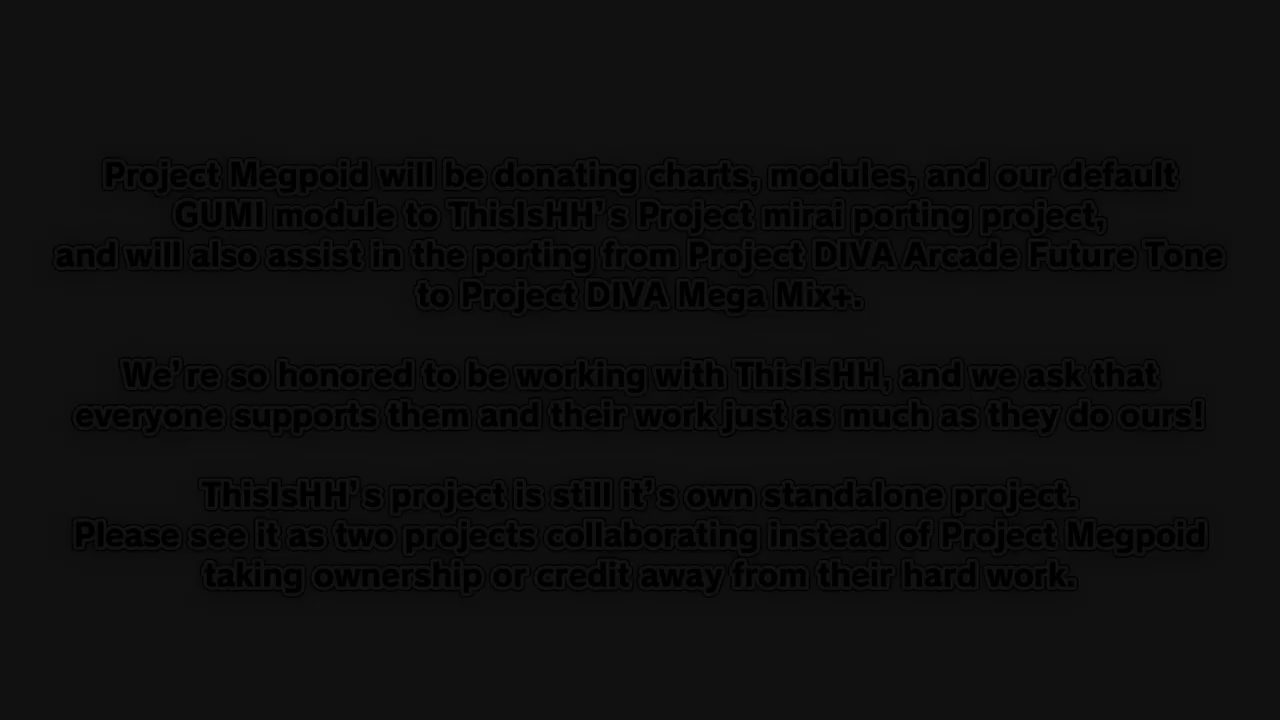 Project Megpoid will be donating charts, modules, and our default
GUMI module to ThisIsHH's Project mirai porting project,
and will also assist in the porting from Project DIVA Arcade Future Tone
to Project DIVA Mega Mix+.
We're so honored to be working with ThisIsHH, and we ask that
everyone supports them and their work just as much as they do ours!
ThisIsHH's project is still it's own standalone project.
Please see it as two projects collaborating instead of Project Megpoid
taking ownership or credit away from their hard work.